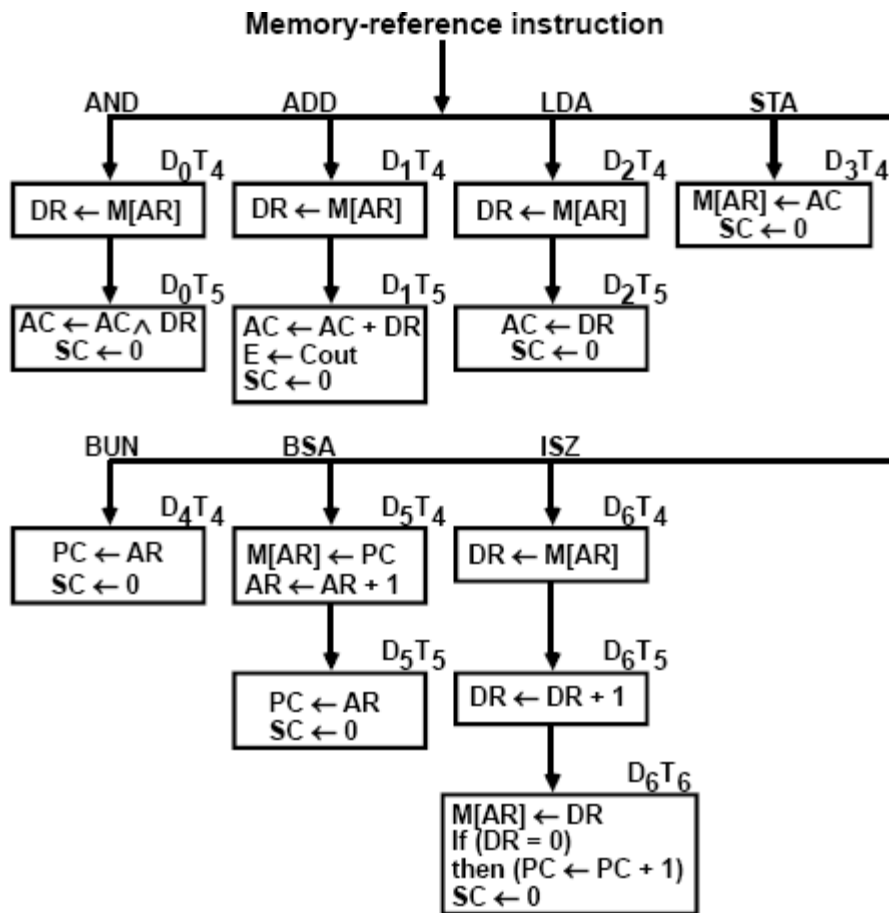 Memory-reference instruction
AND ADD LDA STA
D0T4 D1T4 D2T4 D3T4
DR ← M[AR] DR ← M[AR] DR ← M[AR] M[AR] ← AC
SC ← 0
D0T5 D1T5 D2T5
AC ← AC ∧ DR
SC ← 0
AC ← AC + DR
E ← Cout
SC ← 0
AC ← DR
SC ← 0
BUN BSA ISZ
D4T4 D5T4 D6T4
PC ← AR
SC ← 0
M[AR] ← PC
AR ← AR + 1
DR ← M[AR]
D5T5 D6T5
PC ← AR
SC ← 0
DR ← DR + 1
D6T6
M[AR] ← DR
If (DR = 0)
then (PC ← PC + 1)
SC ← 0